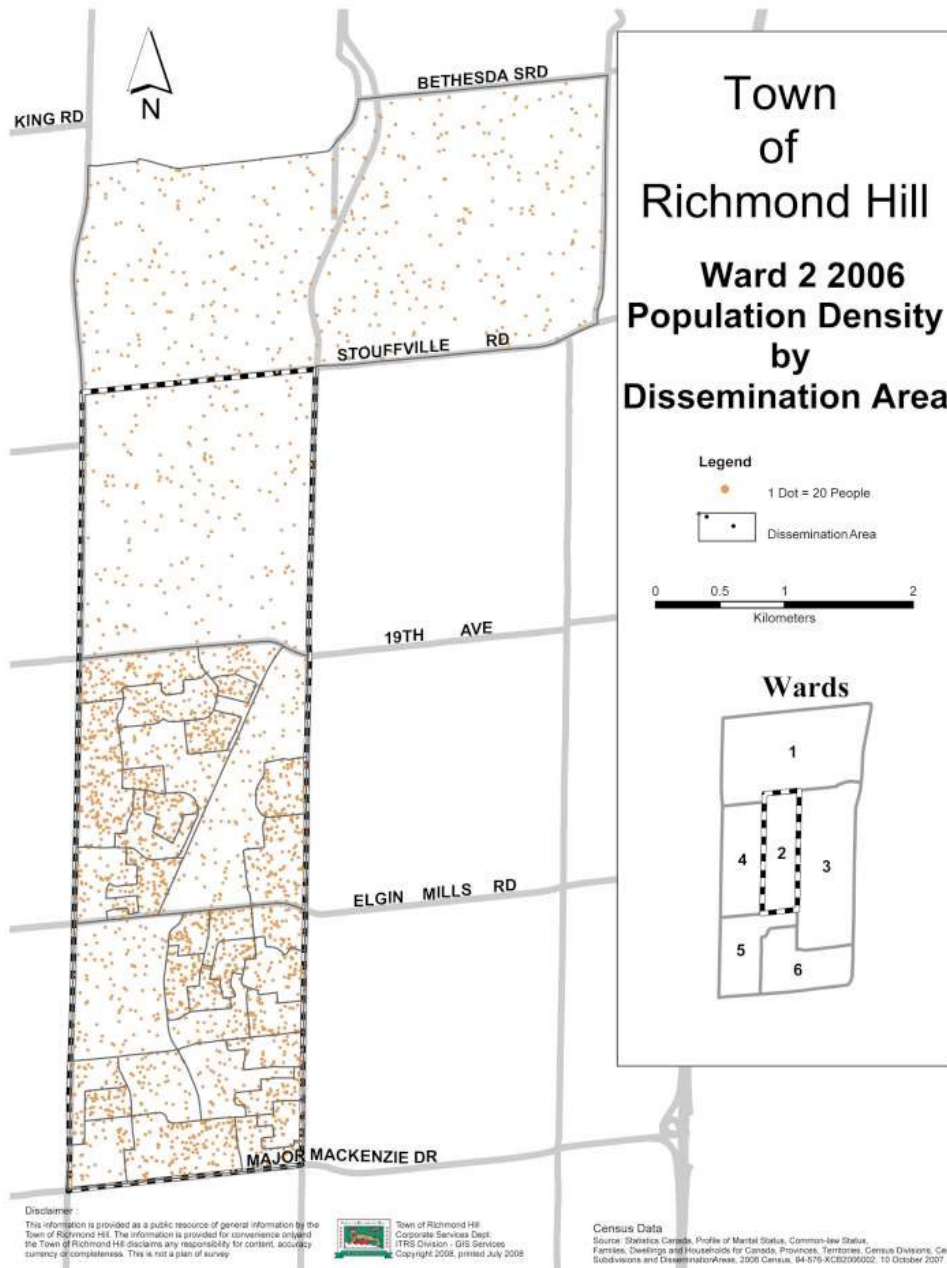 BETHESDA SRD
KING RD
N
STOUFFVILLE RD
19TH AVE
ELGIN MILLS RD
MAJOR MACKENZIE DR
Town
of
Richmond Hill
Ward 2 2006
Population Density
by
Dissemination Area
Legend
1 Dot = 20 People
Dissemination Area
0 0.5 1 2
Kilometers
Wards
1
2
3
4
5
6
Disclaimer :
This information is provided as a public resource of general information by the
Town of Richmond Hill. The information is provided for convenience only and
the Town of Richmond Hill disclaims any responsibility for content, accuracy
currency or completeness. This is not a plan of survey
Town of Richmond Hill
Corporate Services Dept.
ITRS Division - GIS Services
Copyright 2008, printed July 2008
Census Data
Source: Statistics Canada, Profile of Marital Status, Common-law Status,
Families, Dwellings and Households for Canada, Provinces, Territories, Census Divisions, Ce
Subdivisions and Dissemination Areas, 2006 Census, 94-576-XCB2006002, 10 October 2007